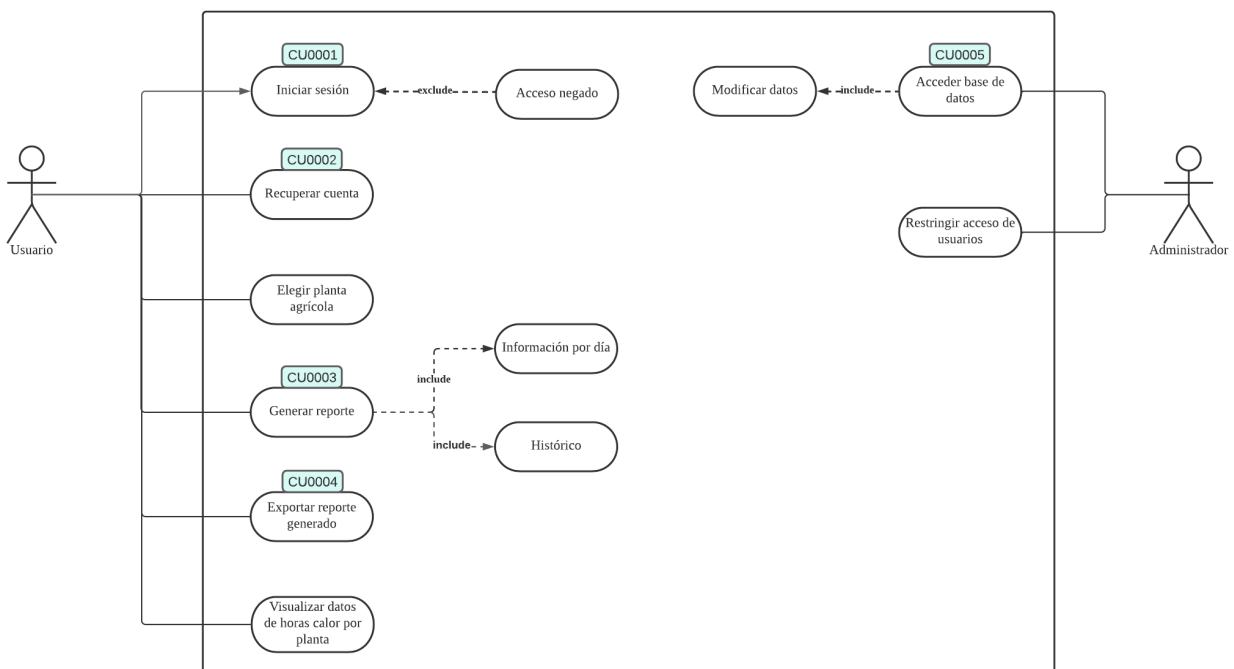 CU0001
Iniciar sesión
exclude
Acceso negado
Modificar datos
include
CU0005
Acceder base de
datos
CU0002
Recuperar cuenta
Usuario
Restringir acceso de
usuarios
Administrador
Elegir planta
agrícola
Información por día
include
CU0003
Generar reporte
include
Histórico
CU0004
Exportar reporte
generado
Visualizar datos
de horas calor por
planta